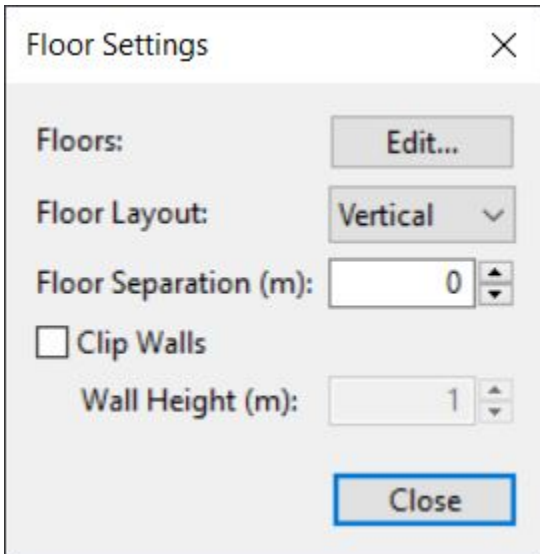 Floor Settings
Floors: Edit...
Floor Layout: Vertical
Floor Separation (m): 0
Clip Walls
Wall Height (m): 1
Close